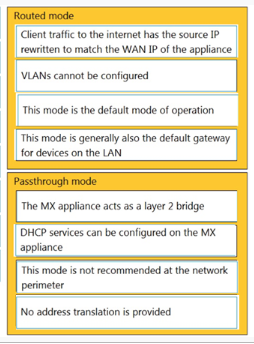 Routed mode
Client traffic to the internet has the source IP
rewritten to match the WAN IP of the appliance
VLANs cannot be configured
This mode is the default mode of operation
This mode is generally also the default gateway
for devices on the LAN
Passthrough mode
The MX appliance acts as a layer 2 bridge
DHCP services can be configured on the MX
appliance
This mode is not recommended at the network
perimeter
No address translation is provided